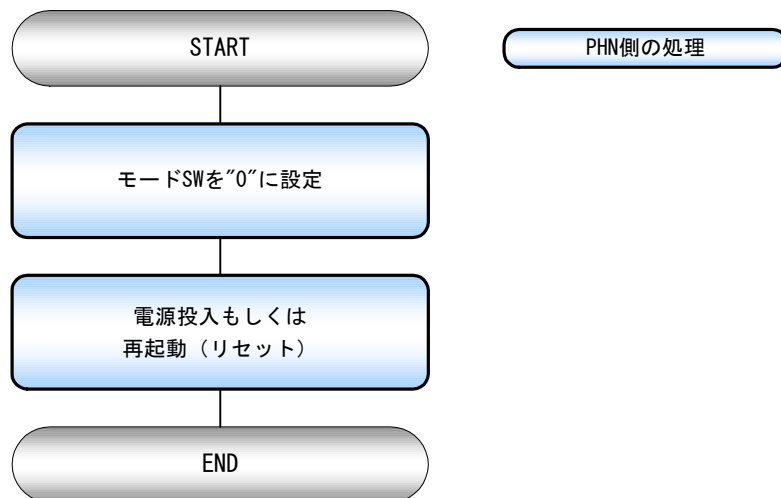 START
PHN側の処理
モードSWを"0"に設定
電源投入もしくは
再起動（リセット）
END